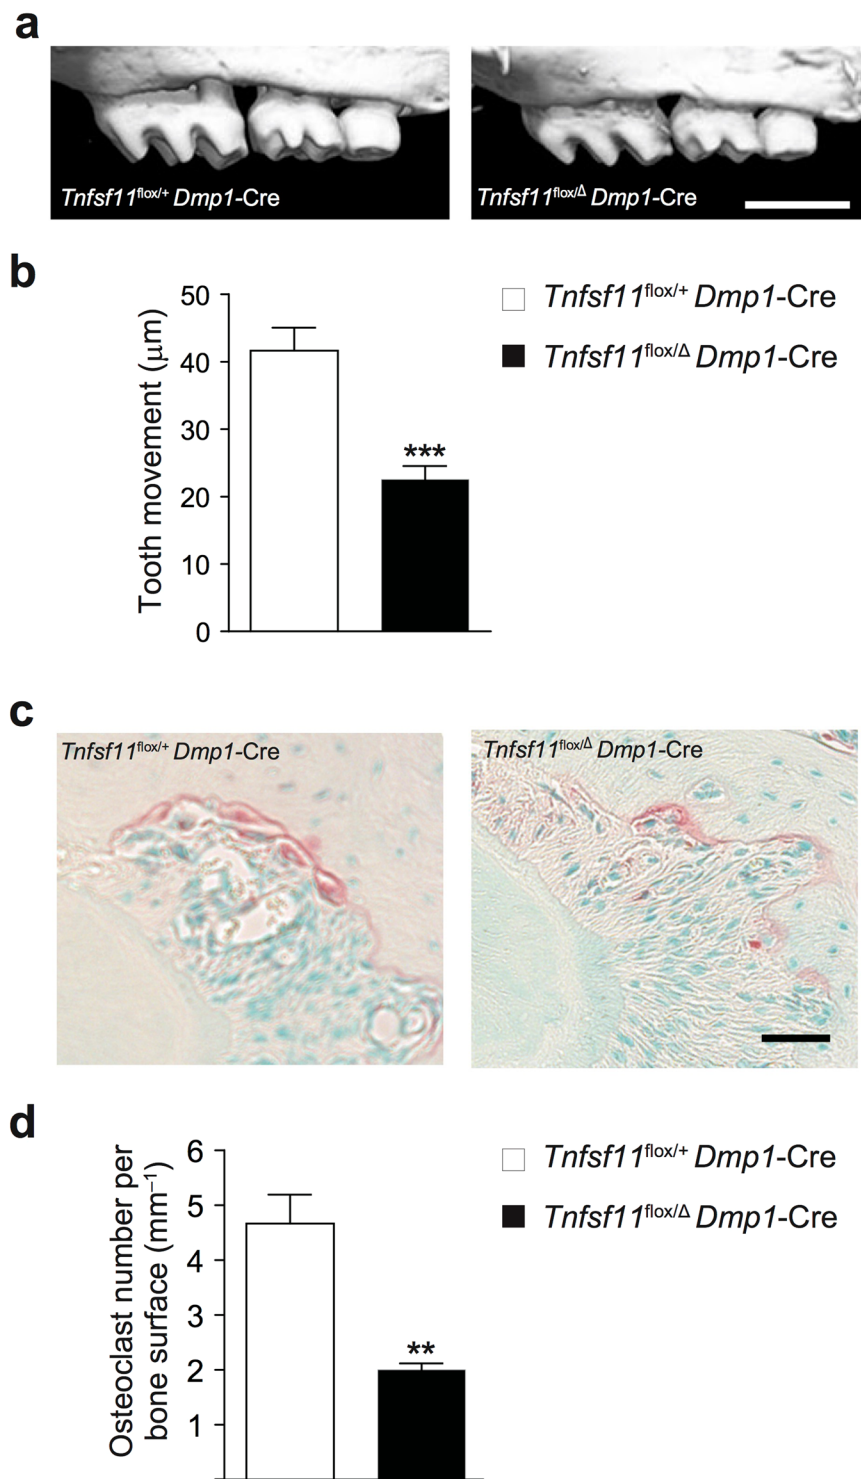 a
Tnfsf11flox/+ Dmp1-Cre
Tnfsf11flox/Δ Dmp1-Cre
b
Tooth movement (μm)
50
40
30
20
10
0
***
Tnfsf11flox/+ Dmp1-Cre
Tnfsf11flox/Δ Dmp1-Cre
c
Tnfsf11flox/+ Dmp1-Cre
Tnfsf11flox/Δ Dmp1-Cre
d
Osteoclast number per
bone surface (mm⁻¹)
6
5
4
3
2
1
**
Tnfsf11flox/+ Dmp1-Cre
Tnfsf11flox/Δ Dmp1-Cre